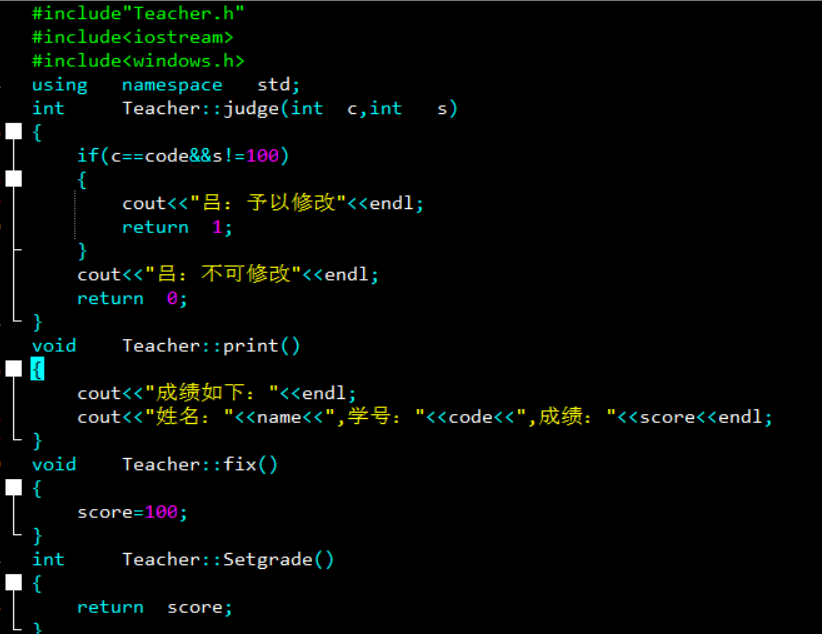 #include"Teacher.h"
#include<iostream>
#include<windows.h>
using   namespace   std;
int     Teacher::judge(int  c,int   s)
{
    if(c==code&&s!=100)
    {
        cout<<"吕：予以修改"<<endl;
        return  1;
    }
    cout<<"吕：不可修改"<<endl;
    return  0;
}
void    Teacher::print()
{
    cout<<"成绩如下："<<endl;
    cout<<"姓名："<<name<<",学号："<<code<<",成绩："<<score<<endl;
}
void    Teacher::fix()
{
    score=100;
}
int     Teacher::Setgrade()
{
    return  score;
}